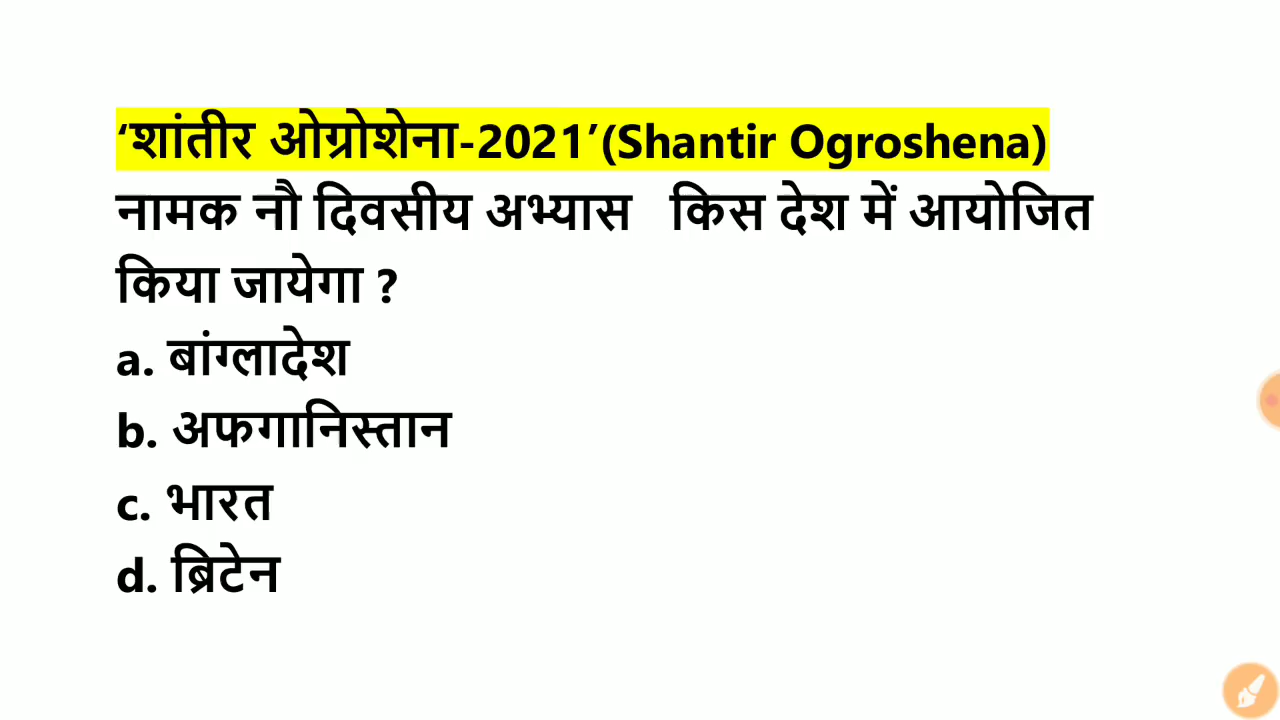 ‘शांतीर ओग्रोशेना-2021’(Shantir Ogroshena)
नामक नौ दिवसीय अभ्यास किस देश में आयोजित
किया जायेगा ?
a. बांग्लादेश
b. अफगानिस्तान
c. भारत
d. ब्रिटेन